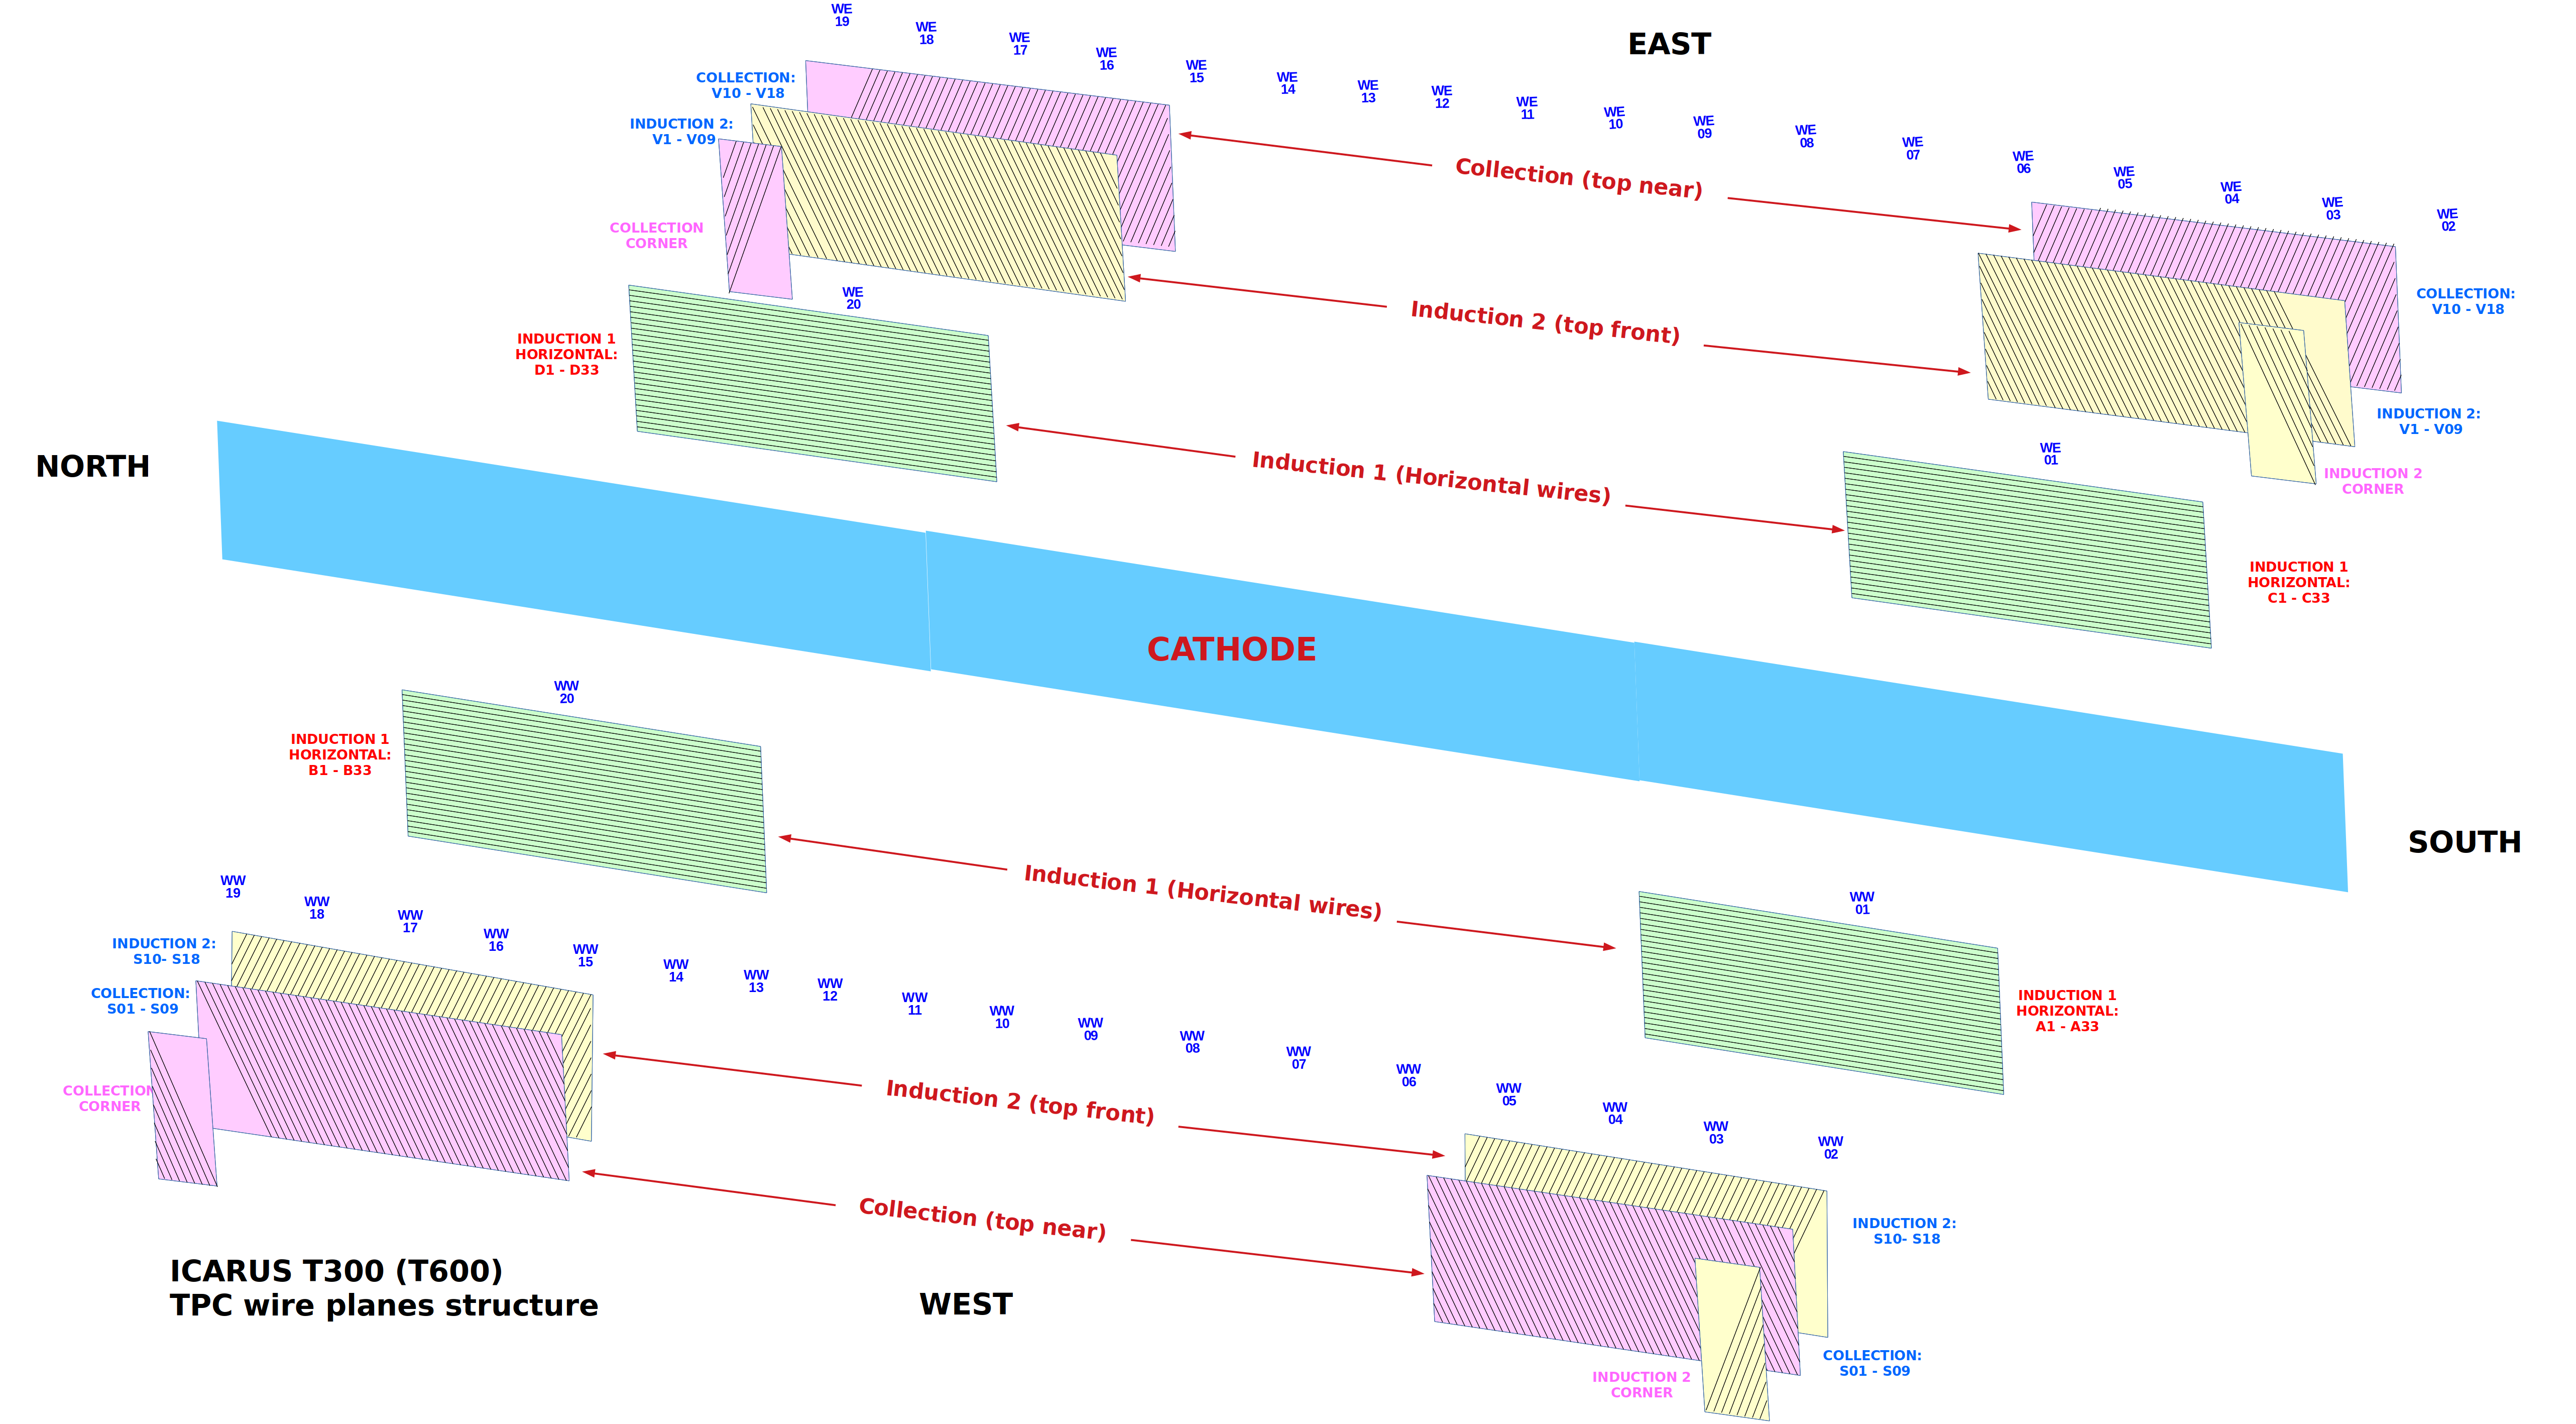 WE
19
WE
18
WE
17
WE
16
WE
15
WE
14
WE
13
WE
12
WE
11
WE
10
WE
09
WE
08
WE
07
WE
06
WE
05
WE
04
WE
03
WE
02
EAST
COLLECTION:
V10 - V18
INDUCTION 2:
V1 - V09
COLLECTION
CORNER
Collection (top near)
COLLECTION:
V10 - V18
Induction 2 (top front)
INDUCTION 2:
V1 - V09
INDUCTION 2
CORNER
WE
20
INDUCTION 1
HORIZONTAL:
D1 - D33
Induction 1 (Horizontal wires)
WE
01
INDUCTION 1
HORIZONTAL:
C1 - C33
NORTH
CATHODE
SOUTH
WW
20
INDUCTION 1
HORIZONTAL:
B1 - B33
Induction 1 (Horizontal wires)
WW
01
INDUCTION 1
HORIZONTAL:
A1 - A33
WW
19
WW
18
WW
17
WW
16
WW
15
WW
14
WW
13
WW
12
WW
11
WW
10
WW
09
WW
08
WW
07
WW
06
WW
05
WW
04
WW
03
WW
02
INDUCTION 2:
S10- S18
COLLECTION:
S01 - S09
COLLECTION
CORNER
Induction 2 (top front)
Collection (top near)
INDUCTION 2:
S10- S18
COLLECTION:
S01 - S09
INDUCTION 2
CORNER
ICARUS T300 (T600)
TPC wire planes structure
WEST